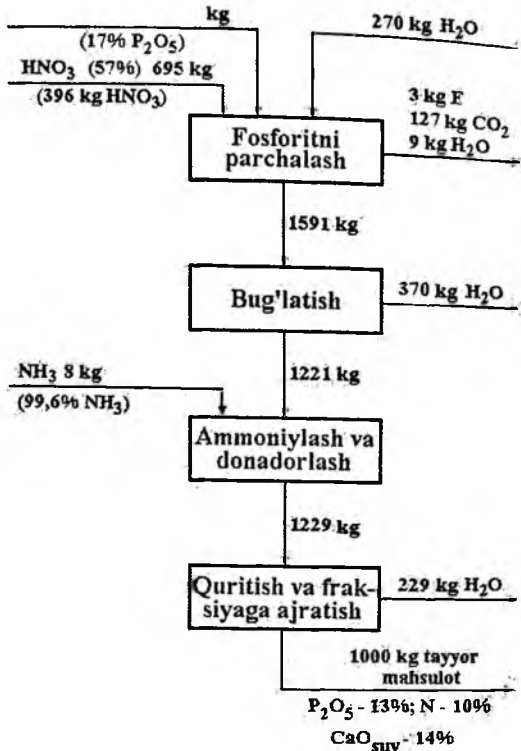 kg
(17% P₂O₅)
HNO₃ (57%) 695 kg
(396 kg HNO₃)
270 kg H₂O
3 kg E
127 kg CO₂
9 kg H₂O
Fosforitni
parchalash
1591 kg
Bug'latish
370 kg H₂O
1221 kg
NH₃ 8 kg
(99,6% NH₃)
Ammoniylash va
donadorlash
1229 kg
Quritish va frak-
siyaga ajratish
229 kg H₂O
1000 kg tayyor
mahsulot
P₂O₅ - 13%; N - 10%
CaOsuv - 14%